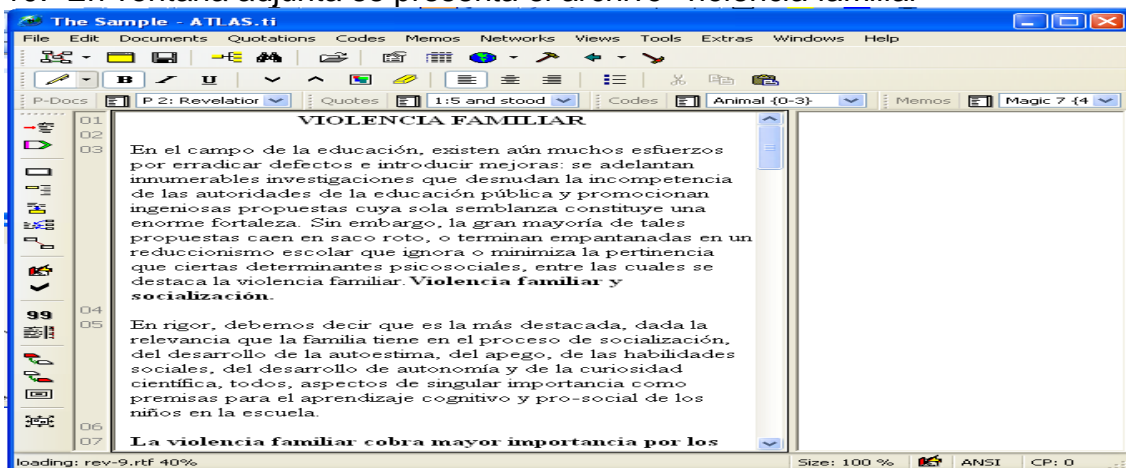 The Sample - ATLAS.ti
File Edit Documents Quotations Codes Memos Networks Views Tools Extras Windows Help
B U
P-Docs P 2: Revelatior Quotes 1:5 and stood Codes Animal {0-3} Memos Magic 7 {4
01 VIOLENCIA FAMILIAR
02
03 En el campo de la educación, existen aún muchos esfuerzos
por erradicar defectos e introducir mejoras: se adelantan
innumerables investigaciones que desnudan la incompetencia
de las autoridades de la educación pública y promocionan
ingeniosas propuestas cuya sola semblanza constituye una
enorme fortaleza. Sin embargo, la gran mayoría de tales
propuestas caen en saco roto, o terminan empantanadas en un
reduccionismo escolar que ignora o minimiza la pertinencia
que ciertas determinantes psicosociales, entre las cuales se
destaca la violencia familiar. Violencia familiar y
socialización.
04
05 En rigor, debemos decir que es la más destacada, dada la
relevancia que la familia tiene en el proceso de socialización,
del desarrollo de la autoestima, del apego, de las habilidades
sociales, del desarrollo de autonomía y de la curiosidad
científica, todos, aspectos de singular importancia como
premisas para el aprendizaje cognitivo y pro-social de los
niños en la escuela.
06
07 La violencia familiar cobra mayor importancia por los
loading: rev-9.rtf 40% Size: 100 % ANSI CP: 0